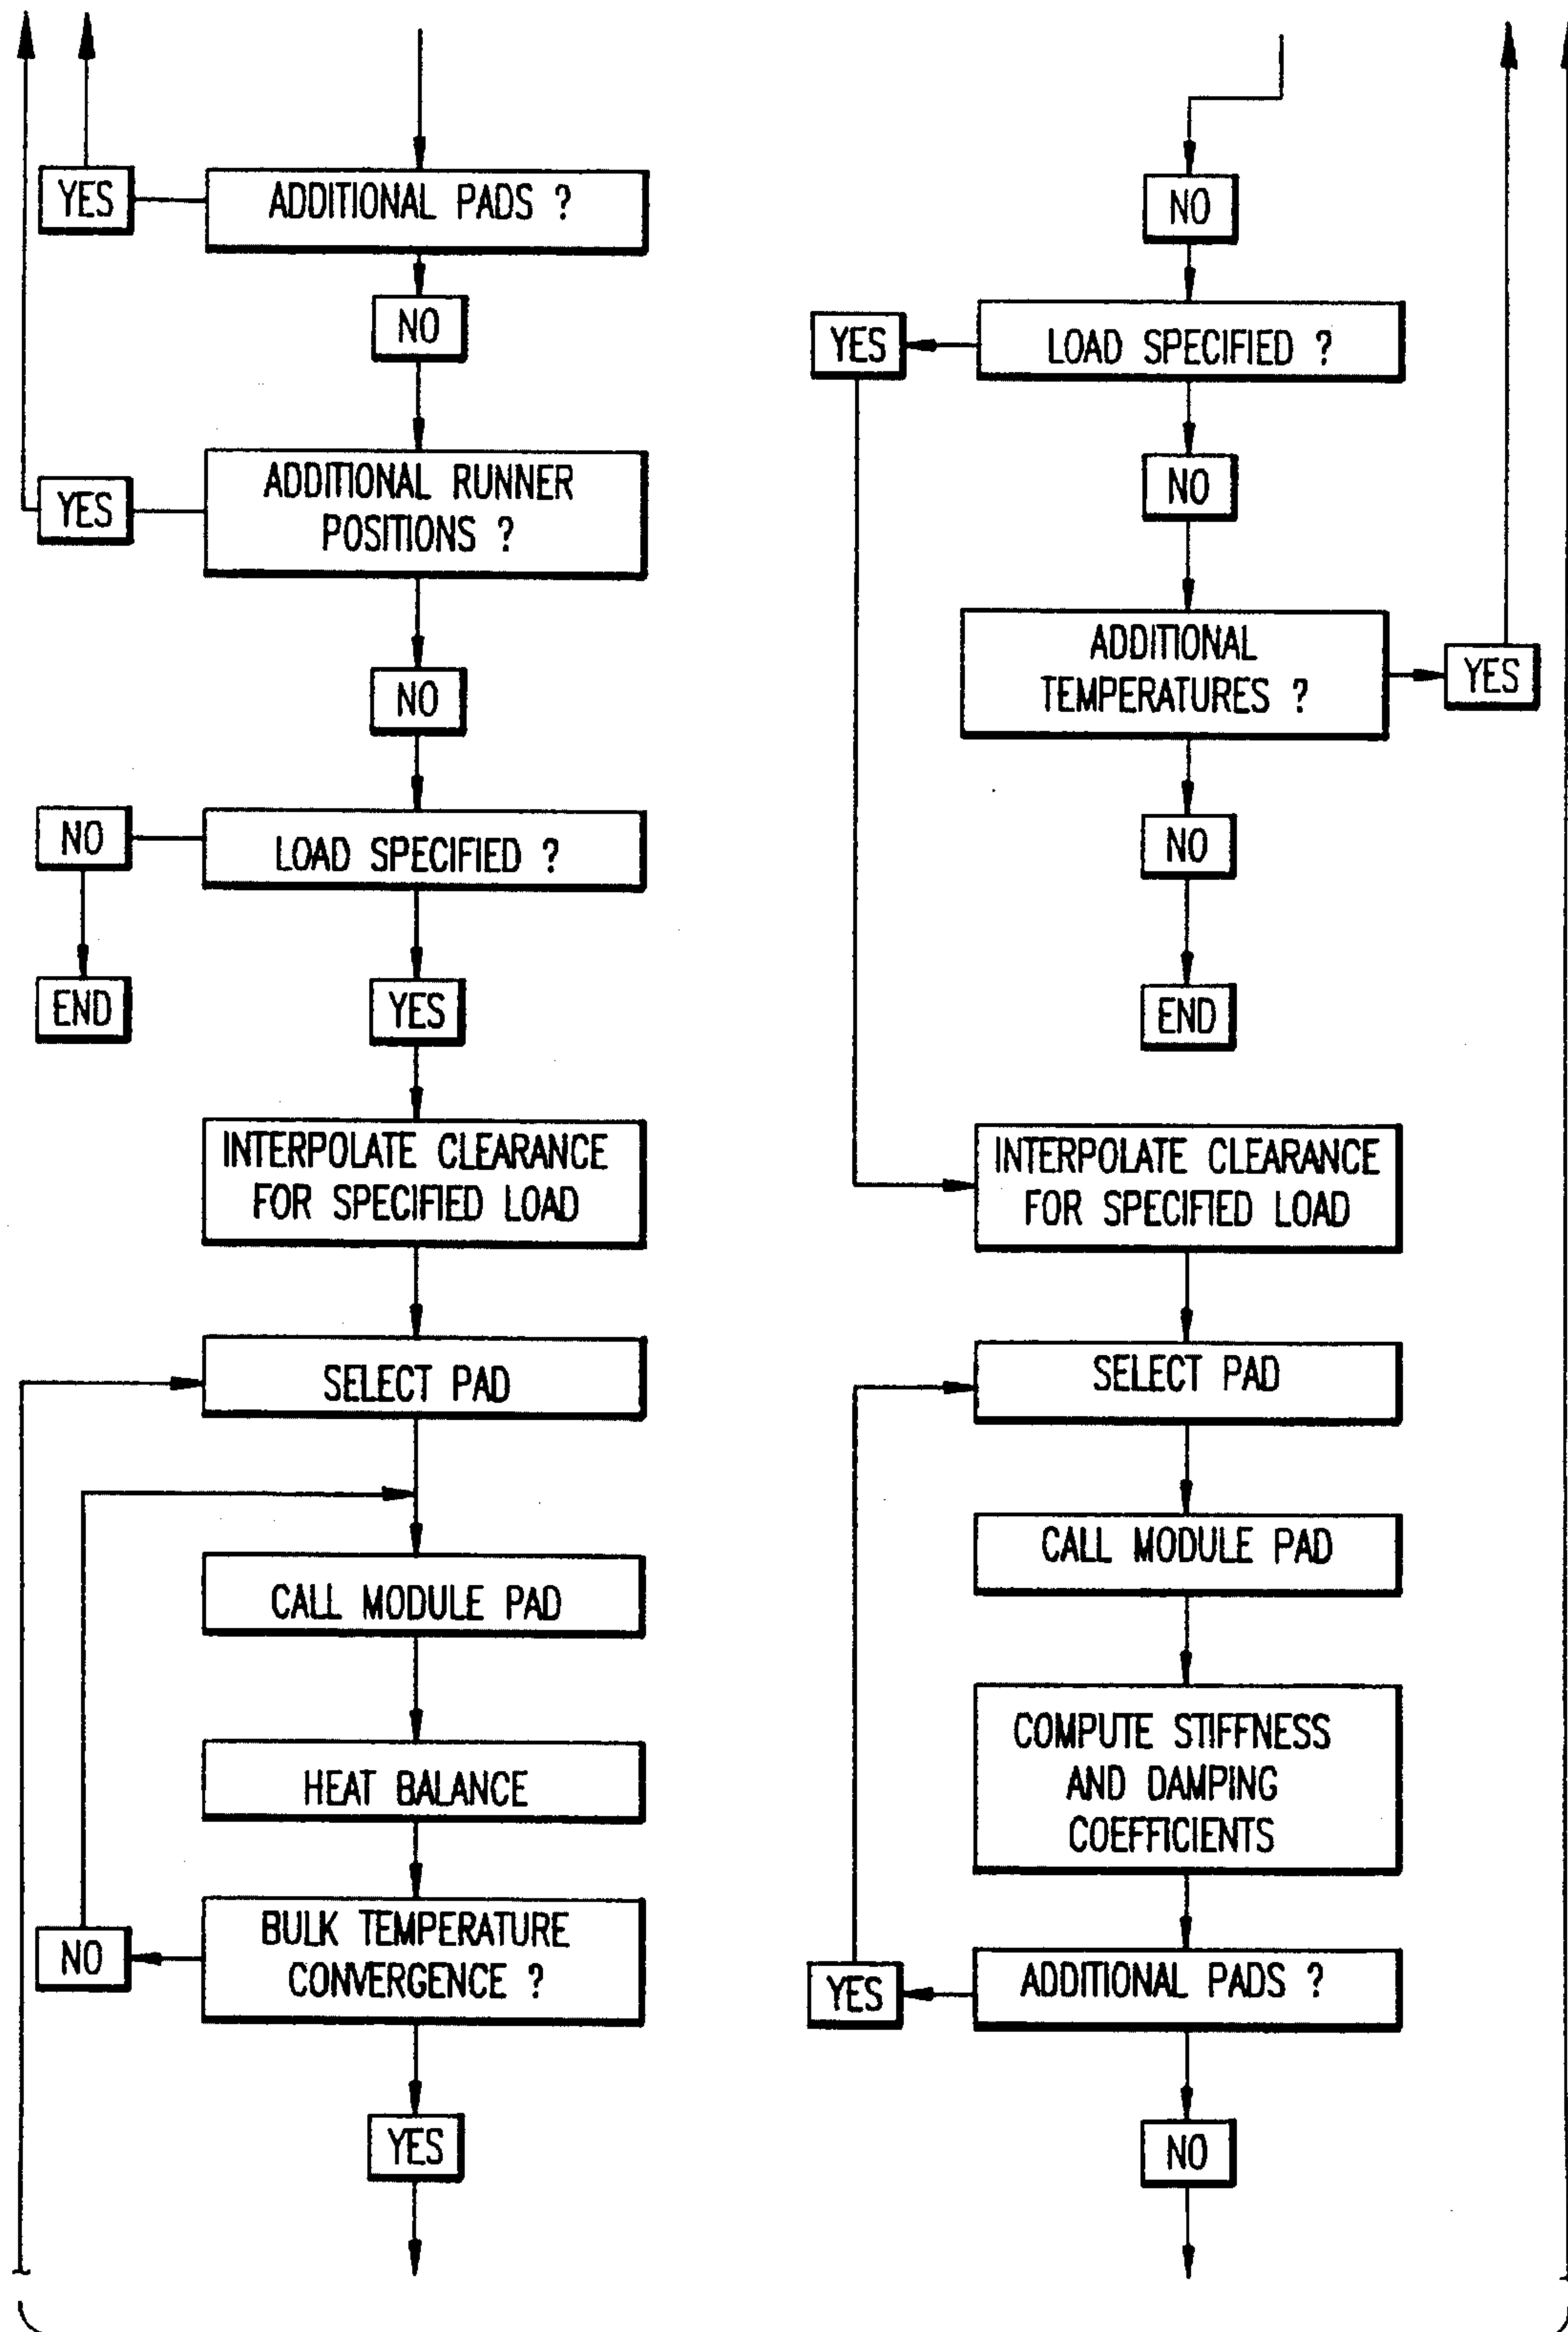 YES
ADDITIONAL PADS ?
NO
YES
ADDITIONAL RUNNER
POSITIONS ?
NO
NO
LOAD SPECIFIED ?
END
YES
INTERPOLATE CLEARANCE
FOR SPECIFIED LOAD
SELECT PAD
CALL MODULE PAD
HEAT BALANCE
NO
BULK TEMPERATURE
CONVERGENCE ?
YES
NO
YES
LOAD SPECIFIED ?
NO
ADDITIONAL
TEMPERATURES ?
YES
NO
END
INTERPOLATE CLEARANCE
FOR SPECIFIED LOAD
SELECT PAD
CALL MODULE PAD
COMPUTE STIFFNESS
AND DAMPING
COEFFICIENTS
YES
ADDITIONAL PADS ?
NO